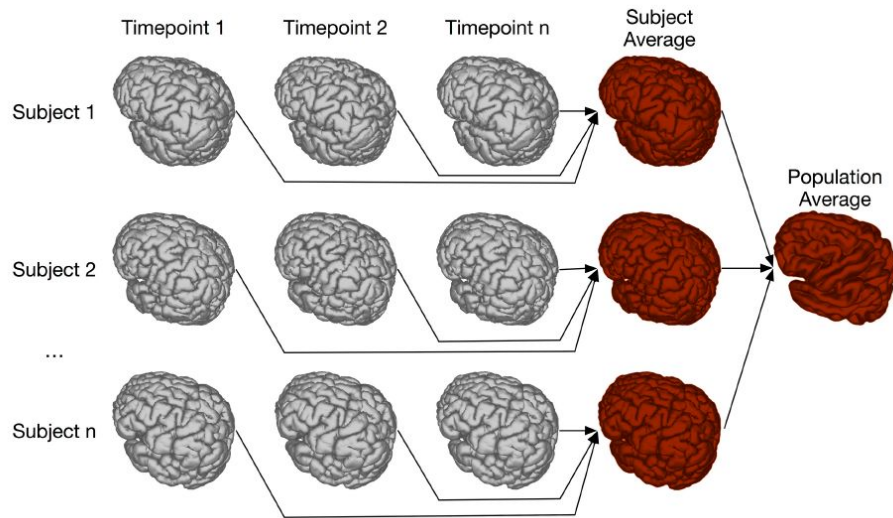 Timepoint 1
Timepoint 2
Timepoint n
Subject
Average
Subject 1
Population
Average
Subject 2
...
Subject n